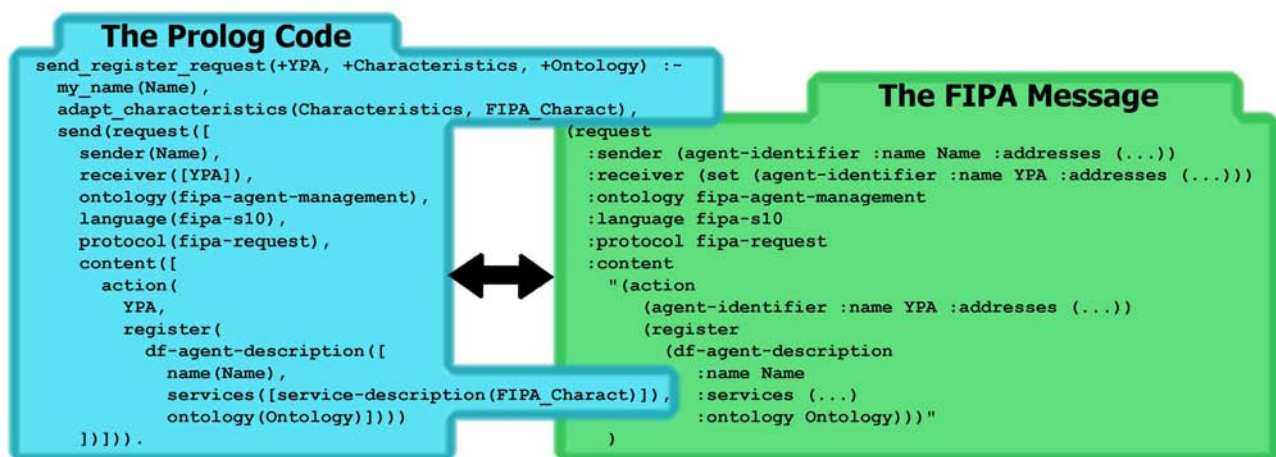 The Prolog Code
send_register_request(+YPA, +Characteristics, +Ontology) :-
my_name(Name),
adapt_characteristics(Characteristics, FIPA_Charact),
send(request([
sender(Name),
receiver([YPA]),
ontology(fipa-agent-management),
language(fipa-s10),
protocol(fipa-request),
content([
action(
YPA,
register(
df-agent-description([
name(Name),
services([service-description(FIPA_Charact)]),
ontology(Ontology)])))
])])).
The FIPA Message
(request
:sender (agent-identifier :name Name :addresses (...))
:receiver (set (agent-identifier :name YPA :addresses (...)))
:ontology fipa-agent-management
:language fipa-s10
:protocol fipa-request
:content
"(action
(agent-identifier :name YPA :addresses (...))
(register
(df-agent-description
:name Name
:services (...)
:ontology Ontology)))"
)